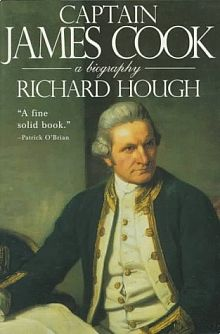 CAPTAIN
JAMES COOK
a biography
RICHARD HOUGH
"A fine
solid book."
–Patrick O'Brian